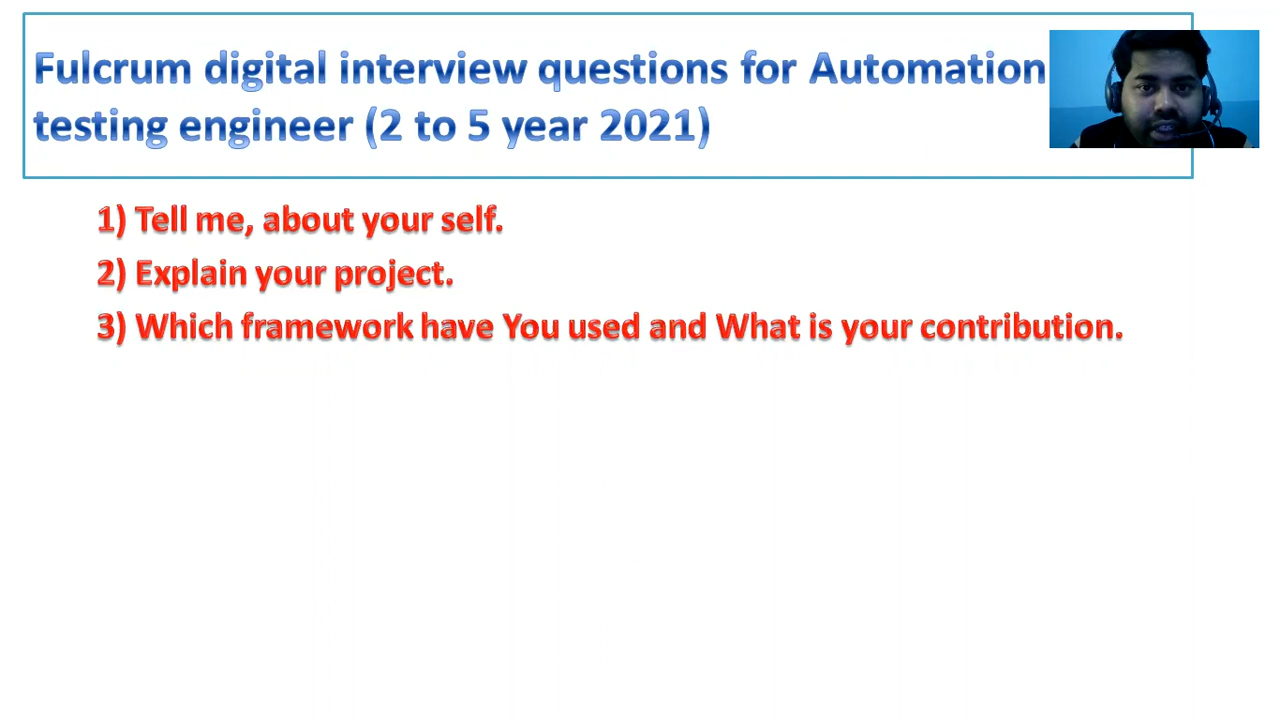 Fulcrum digital interview questions for Automation
testing engineer (2 to 5 year 2021)
1) Tell me, about your self.
2) Explain your project.
3) Which framework have You used and What is your contribution.